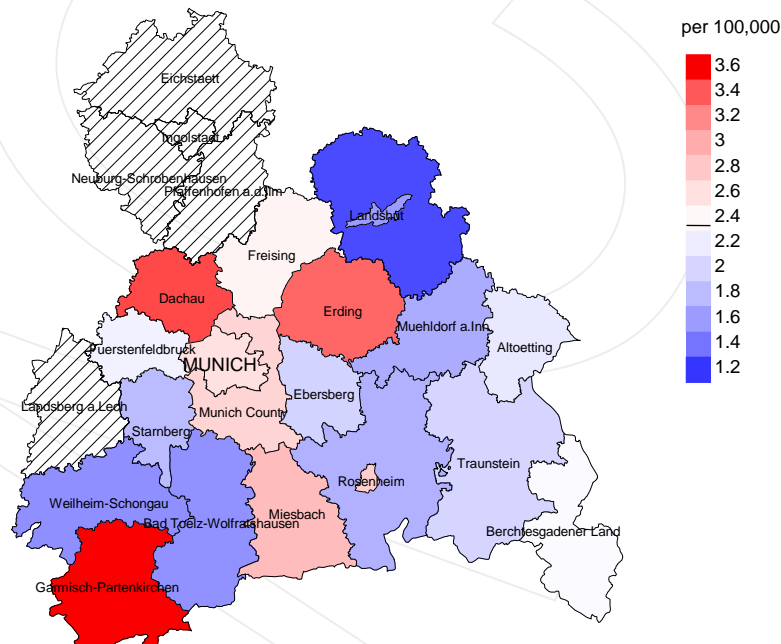 per 100,000
3.6
3.4
3.2
3
2.8
2.6
2.4
2.2
2
1.8
1.6
1.4
1.2
Eichstaett
Ingolstadt
Neuburg-Schrobenhausen
Pfaffenhofen a.d.Ilm
Landshut
Freising
Dachau
Erding
Muehldorf a.Inn
Fuerstenfeldbruck
Altoetting
MUNICH
Ebersberg
Landsberg a.Lech
Munich County
Starnberg
Traunstein
Rosenheim
Weilheim-Schongau
Miesbach
Bad Toelz-Wolfratshausen
Berchtesgadener Land
Garmisch-Partenkirchen